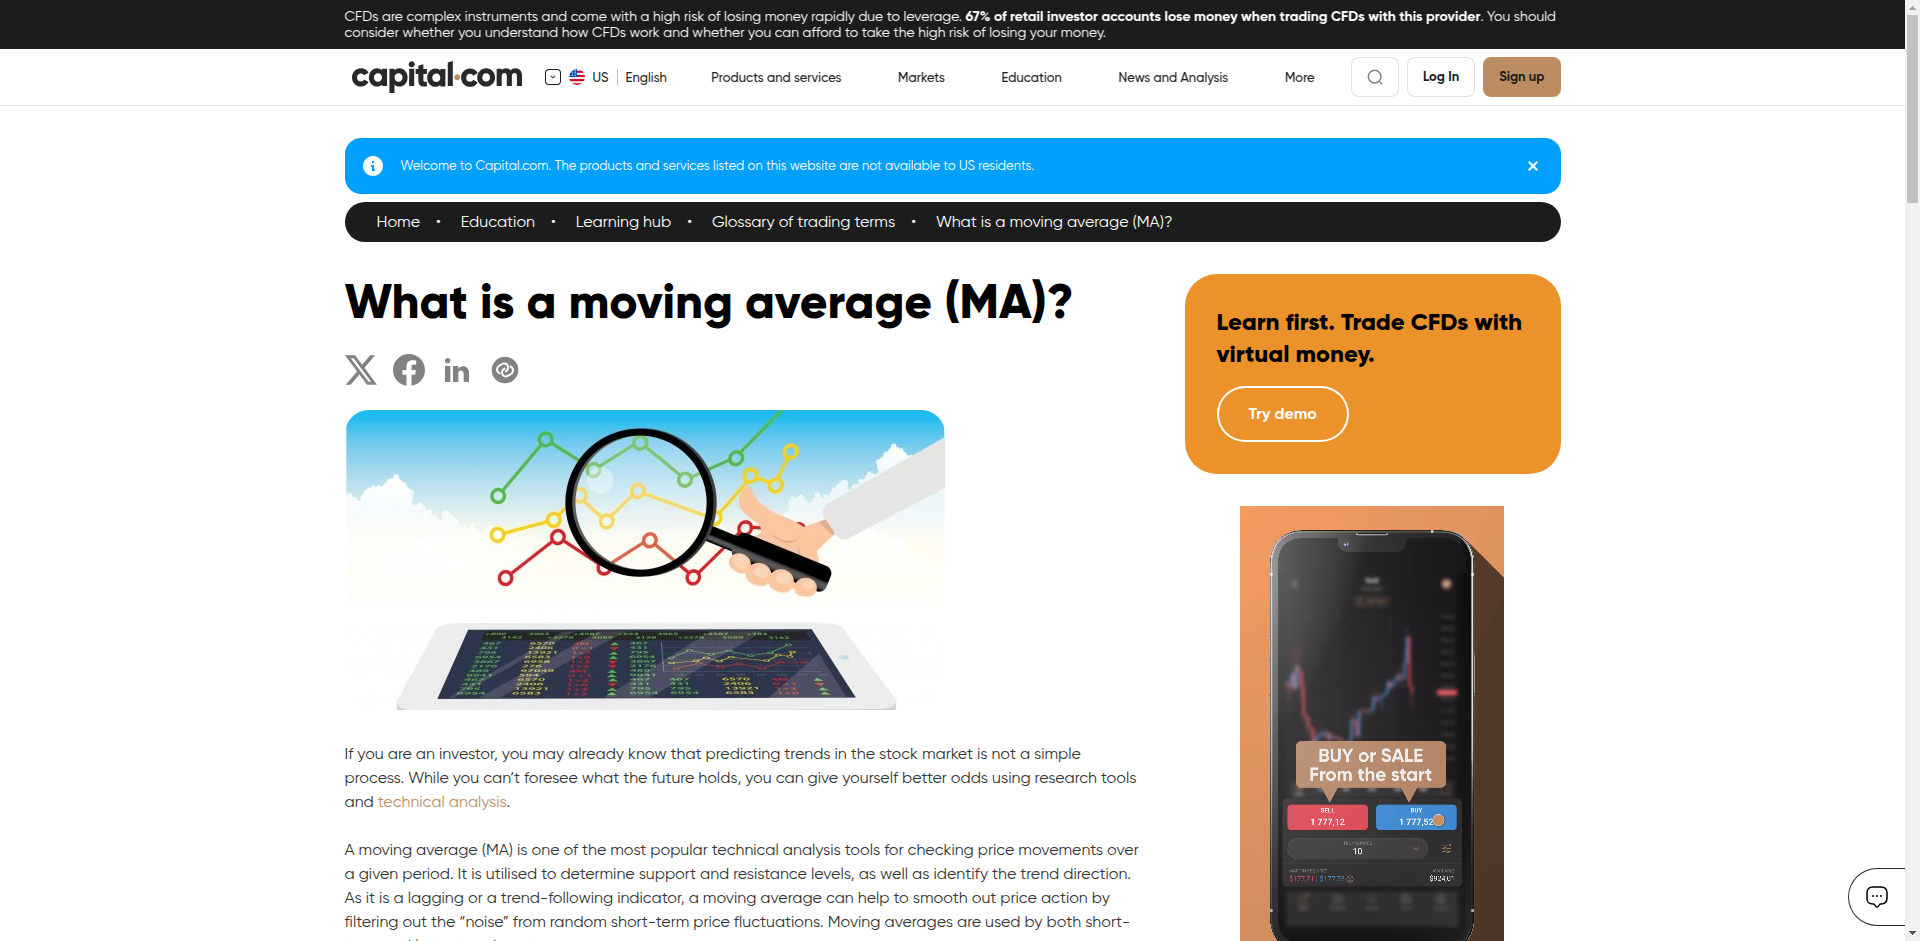 CFDs are complex instruments and come with a high risk of losing money rapidly due to leverage. 67% of retail investor accounts lose money when trading CFDs with this provider. You should
consider whether you understand how CFDs work and whether you can afford to take the high risk of losing your money.
capital.com
US English
Products and services
Markets
Education
News and Analysis
More
Log In
Sign up
Welcome to Capital.com. The products and services listed on this website are not available to US residents.
Home • Education • Learning hub • Glossary of trading terms • What is a moving average (MA)?
What is a moving average (MA)?
Learn first. Trade CFDs with
virtual money.
Try demo
If you are an investor, you may already know that predicting trends in the stock market is not a simple
process. While you can’t foresee what the future holds, you can give yourself better odds using research tools
and technical analysis.
A moving average (MA) is one of the most popular technical analysis tools for checking price movements over
a given period. It is utilised to determine support and resistance levels, as well as identify the trend direction.
As it is a lagging or a trend-following indicator, a moving average can help to smooth out price action by
filtering out the “noise” from random short-term price fluctuations. Moving averages are used by both short-
BUY or SALE
From the start
SELL
1 777,12
BUY
1 777,52
10
$177.71 | $177.75
$924.01